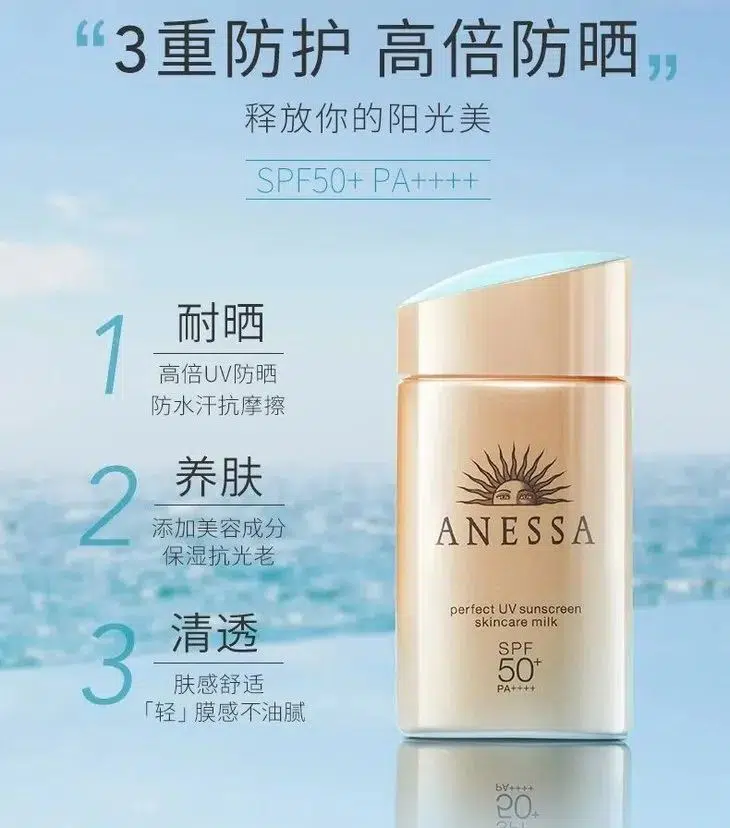 “3重防护 高倍防晒”
释放你的阳光美
SPF50+ PA++++
1 耐晒
高倍UV防晒
防水汗抗摩擦
2 养肤
添加美容成分
保湿抗光老
3 清透
肤感舒适
「轻」膜感不油腻
ANESSA
perfect UV sunscreen
skincare milk
SPF
50+
PA++++